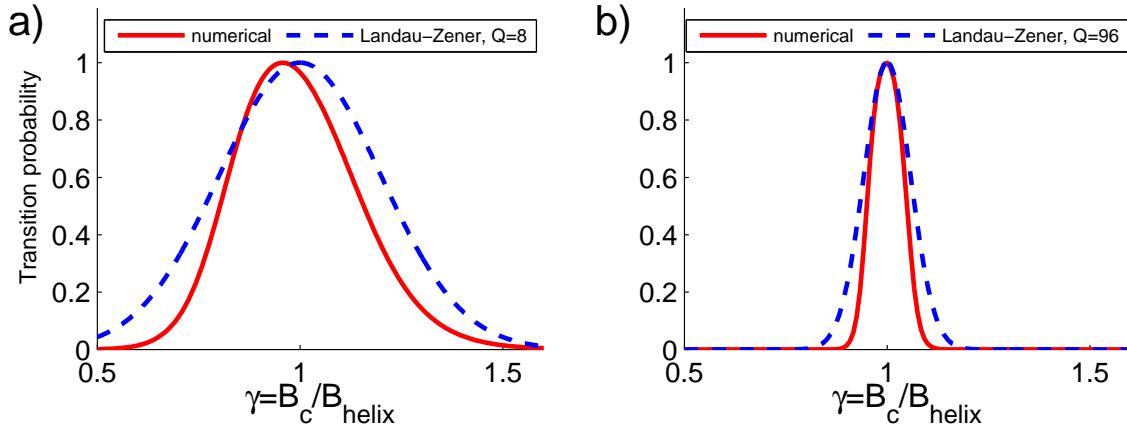 a)
numerical Landau-Zener, Q=8
Transition probability
1
0.8
0.6
0.4
0.2
0
0.5 1 1.5
γ=B_c/B_helix
b)
numerical Landau-Zener, Q=96
1
0.8
0.6
0.4
0.2
0
0.5 1 1.5
γ=B_c/B_helix